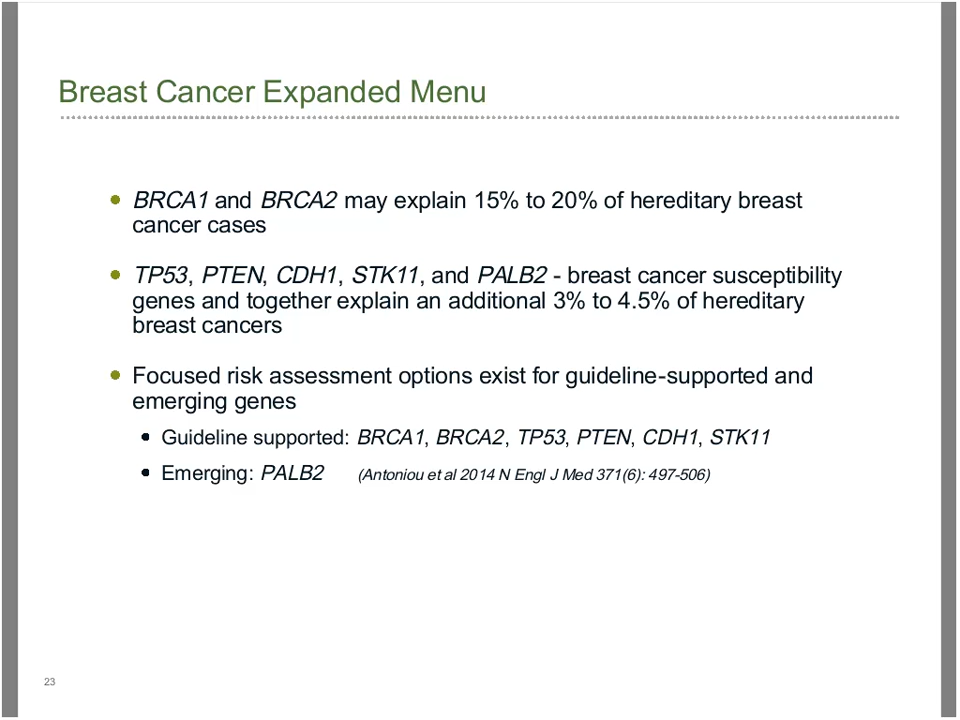 Breast Cancer Expanded Menu
BRCA1 and BRCA2 may explain 15% to 20% of hereditary breast
cancer cases
TP53, PTEN, CDH1, STK11, and PALB2 - breast cancer susceptibility
genes and together explain an additional 3% to 4.5% of hereditary
breast cancers
Focused risk assessment options exist for guideline-supported and
emerging genes
Guideline supported: BRCA1, BRCA2, TP53, PTEN, CDH1, STK11
Emerging: PALB2 (Antoniou et al 2014 N Engl J Med 371(6): 497-506)
23